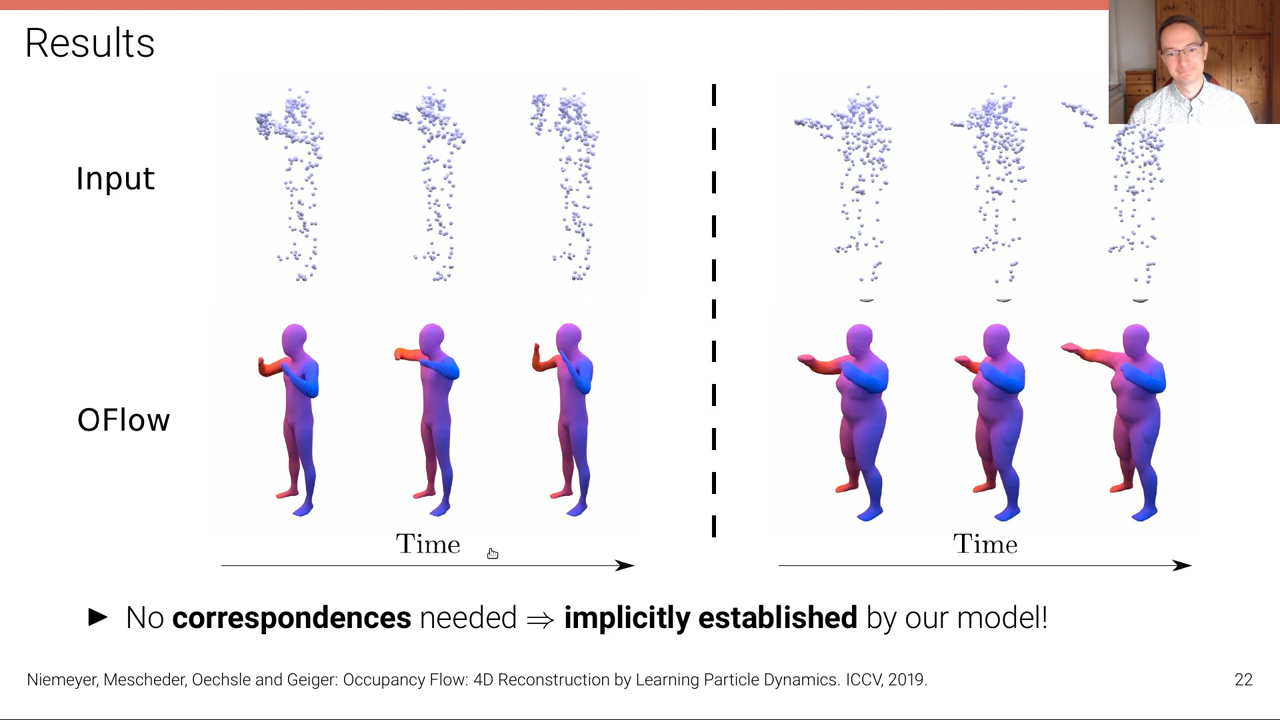 Results
Input
OFlow
Time
Time
► No correspondences needed ⇒ implicitly established by our model!
Niemeyer, Mescheder, Oechsle and Geiger: Occupancy Flow: 4D Reconstruction by Learning Particle Dynamics. ICCV, 2019.
22